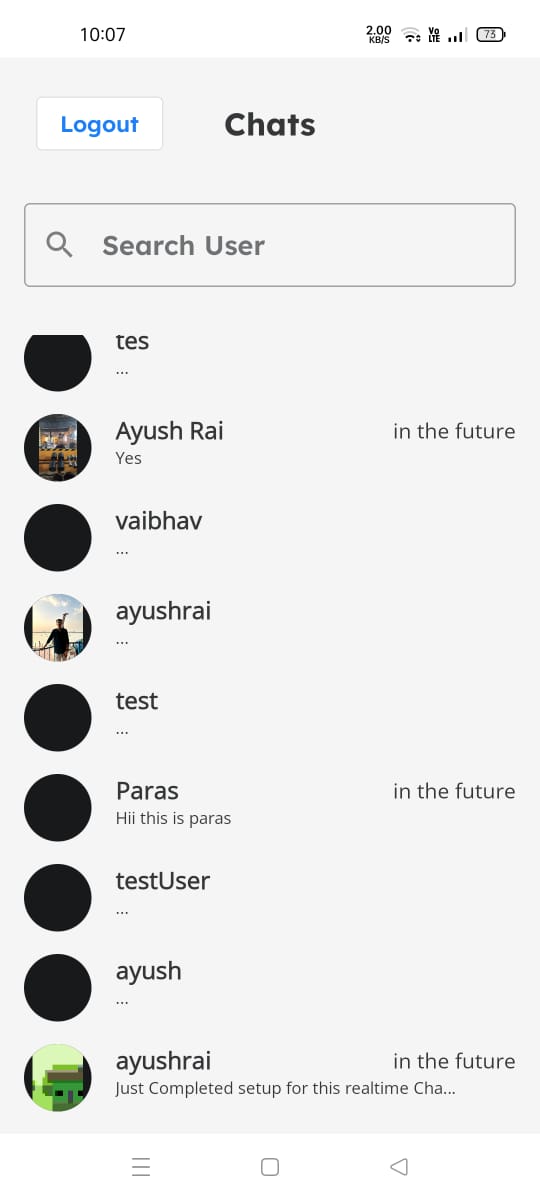 10:07
2.00 KB/S
Vo LTE
73
Logout
Chats
Search User
tes
...
Ayush Rai
in the future
Yes
vaibhav
...
ayushrai
...
test
...
Paras
in the future
Hii this is paras
testUser
...
ayush
...
ayushrai
in the future
Just Completed setup for this realtime Cha...